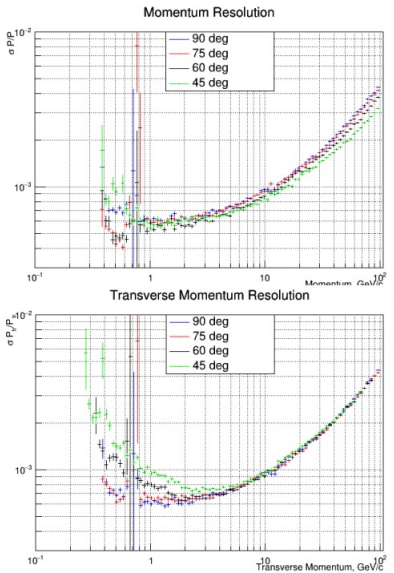 Momentum Resolution
σ P/P
10⁻²
90 deg
75 deg
60 deg
45 deg
10⁻³
10⁻¹ 1 10 10²
Momentum, GeV/c
Transverse Momentum Resolution
10⁻²
90 deg
75 deg
60 deg
45 deg
10⁻³
10⁻¹ 1 10 10²
Transverse Momentum, GeV/c